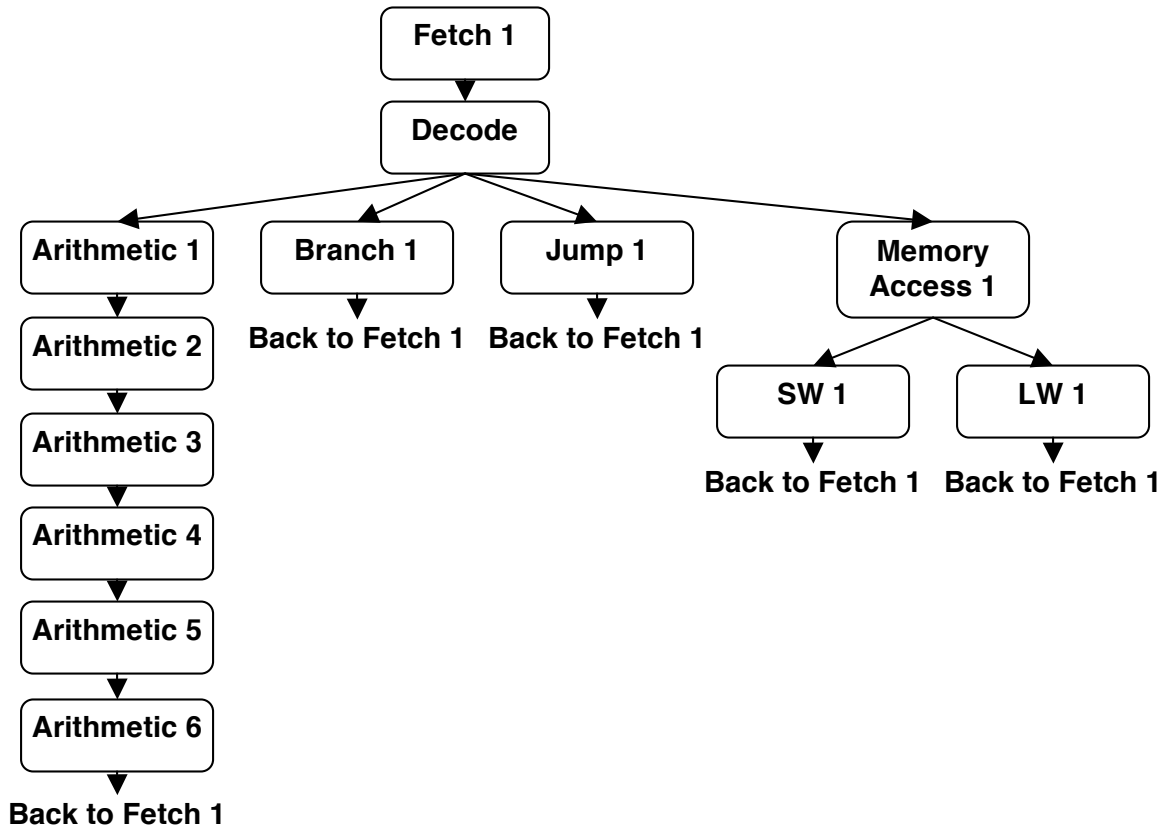 Fetch 1
Decode
Arithmetic 1
Branch 1
Jump 1
Memory
Access 1
Arithmetic 2
Back to Fetch 1
Back to Fetch 1
Arithmetic 3
SW 1
LW 1
Back to Fetch 1
Back to Fetch 1
Arithmetic 4
Arithmetic 5
Arithmetic 6
Back to Fetch 1